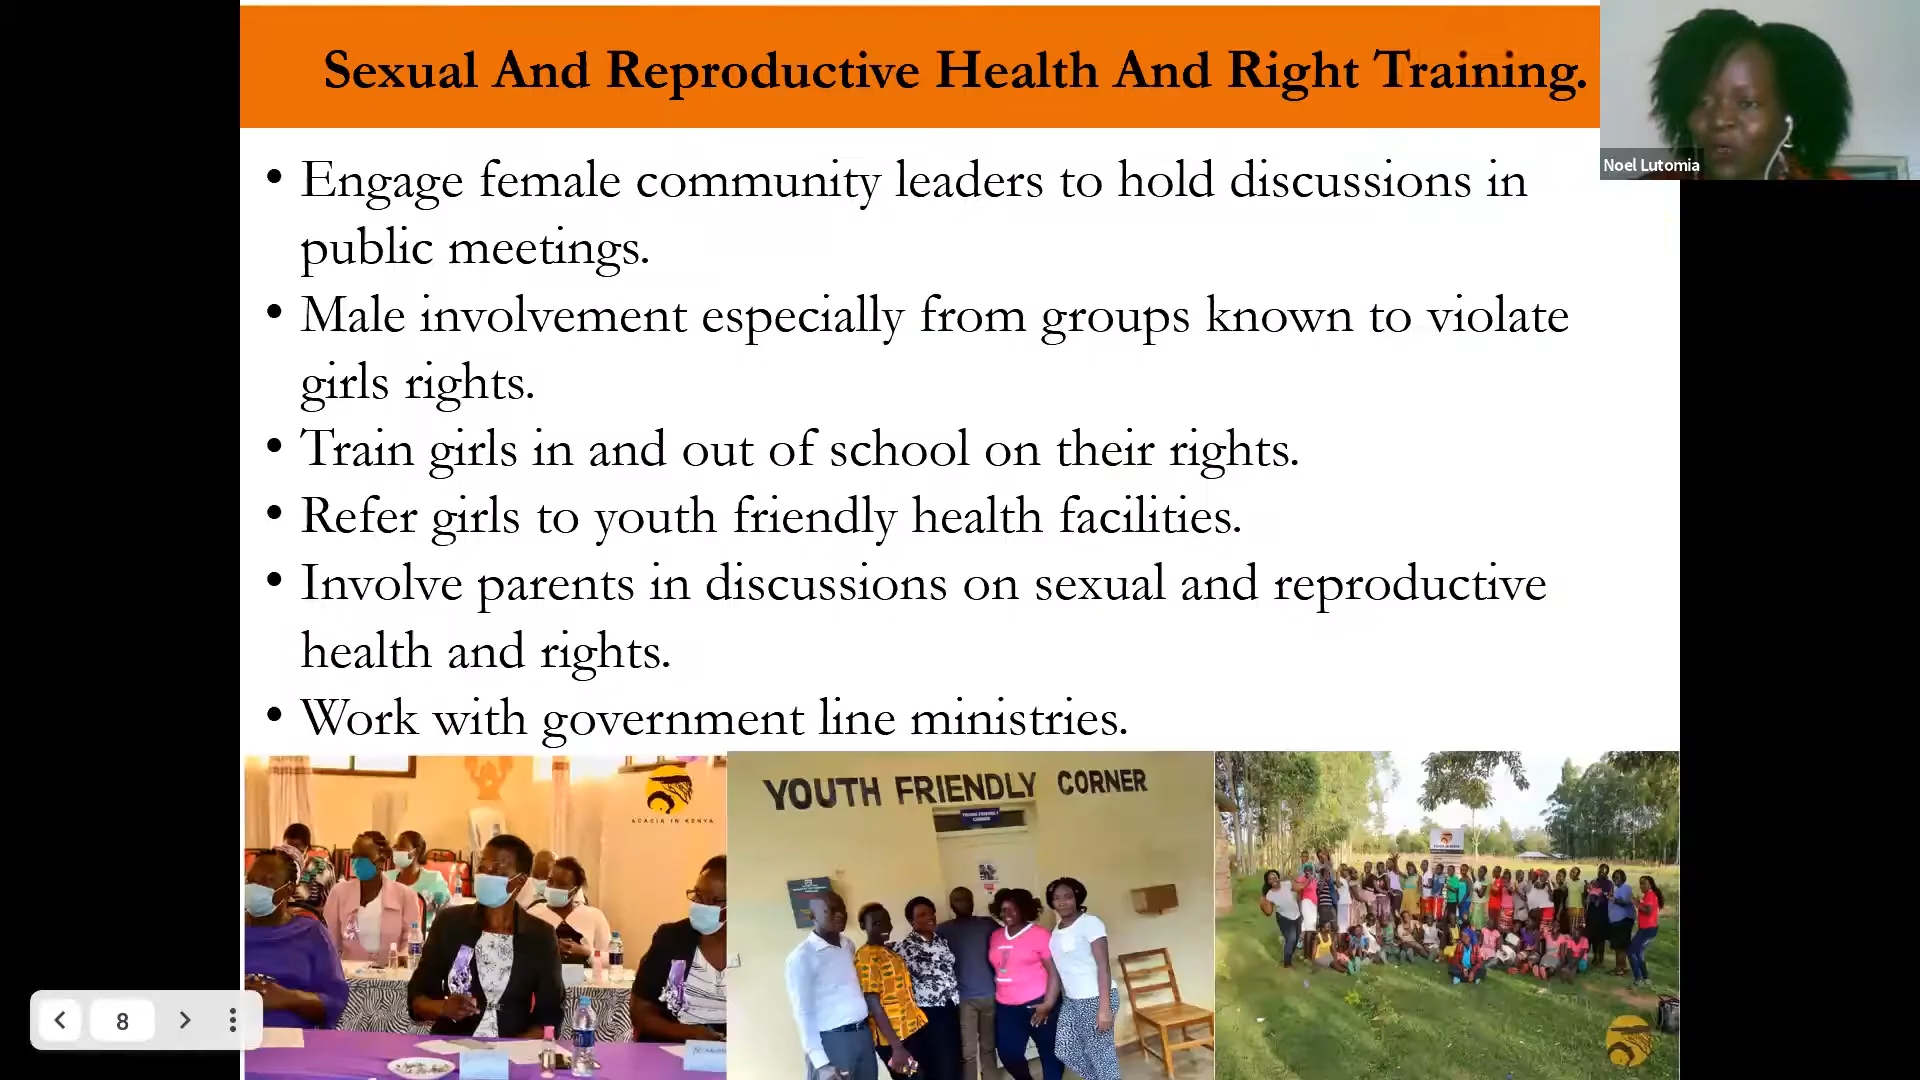 Sexual And Reproductive Health And Right Training.
Noel Lutomia
• Engage female community leaders to hold discussions in
public meetings.
• Male involvement especially from groups known to violate
girls rights.
• Train girls in and out of school on their rights.
• Refer girls to youth friendly health facilities.
• Involve parents in discussions on sexual and reproductive
health and rights.
• Work with government line ministries.
ACACIA IN KENYA
YOUTH FRIENDLY CORNER
8